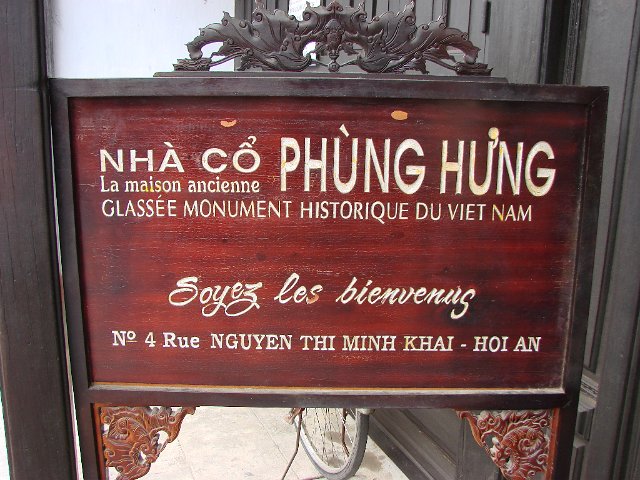 NHÀ CỔ PHÙNG HƯNG
La maison ancienne
GLASSÉE MONUMENT HISTORIQUE DU VIET NAM
Soyez les bienvenus
Nº 4 Rue NGUYEN THI MINH KHAI - HOI AN